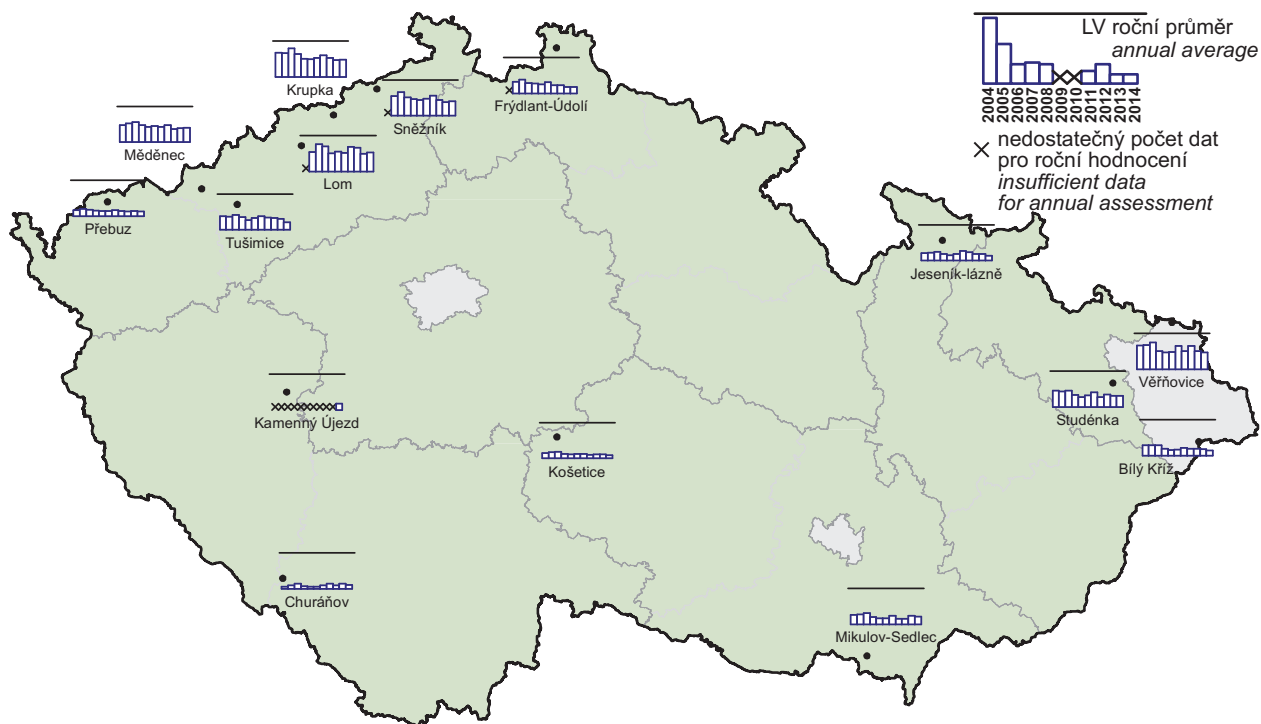 LV roční průměr
annual average
2004
2005
2006
2007
2008
2009
2010
2011
2012
2013
2014
nedostatečný počet dat
pro roční hodnocení
insufficient data
for annual assessment
Krupka
Sněžník
Frýdlant-Údolí
Měděnec
Lom
Přebuz
Tušimice
Jeseník-lázně
Věřňovice
Kamenný Újezd
Studénka
Košetice
Bílý Kříž
Churáňov
Mikulov-Sedlec